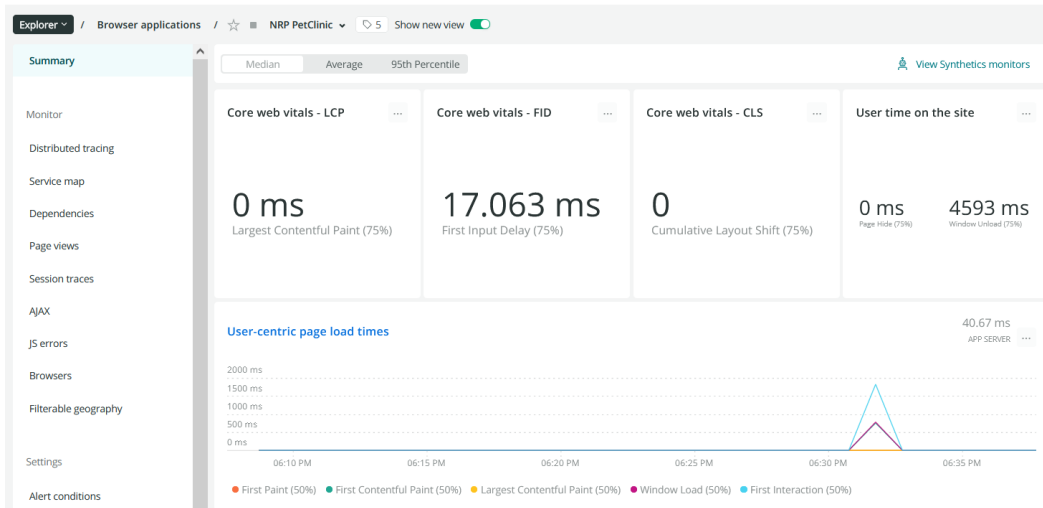 Explorer / Browser applications / NRP PetClinic 5 Show new view
Summary
Monitor
Distributed tracing
Service map
Dependencies
Page views
Session traces
AJAX
JS errors
Browsers
Filterable geography
Settings
Alert conditions
Median Average 95th Percentile View Synthetics monitors
Core web vitals - LCP ...
0 ms
Largest Contentful Paint (75%)
Core web vitals - FID ...
17.063 ms
First Input Delay (75%)
Core web vitals - CLS ...
0
Cumulative Layout Shift (75%)
User time on the site ...
0 ms 4593 ms
Page Hide (75%) Window Unload (75%)
User-centric page load times
40.67 ms
APP SERVER ...
2000 ms
1500 ms
1000 ms
500 ms
0 ms
06:10 PM 06:15 PM 06:20 PM 06:25 PM 06:30 PM 06:35 PM
First Paint (50%) First Contentful Paint (50%) Largest Contentful Paint (50%) Window Load (50%) First Interaction (50%)